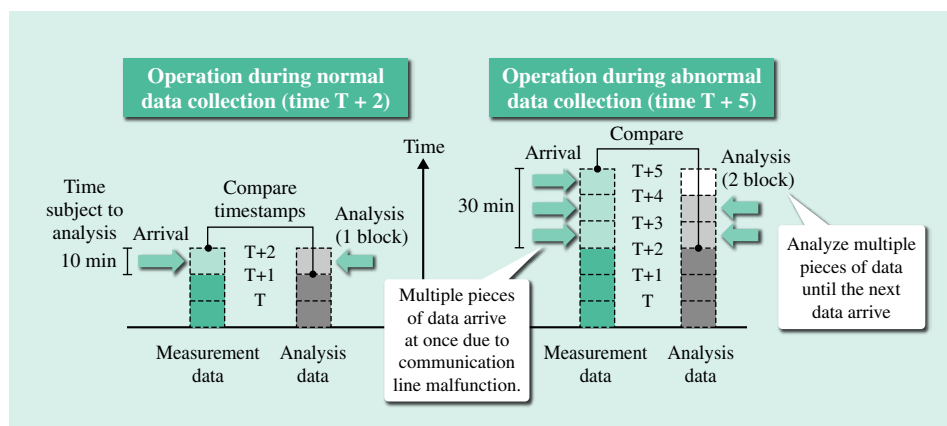 Operation during normal
data collection (time T + 2)
Time
subject to
analysis
10 min
Arrival
Compare
timestamps
Analysis
(1 block)
T+2
T+1
T
Measurement
data
Analysis
data
Time
Operation during abnormal
data collection (time T + 5)
Arrival
Compare
30 min
T+5
T+4
T+3
T+2
T+1
T
Analysis
(2 block)
Multiple pieces
of data arrive
at once due to
communication
line malfunction.
Analyze multiple
pieces of data
until the next
data arrive
Measurement
data
Analysis
data